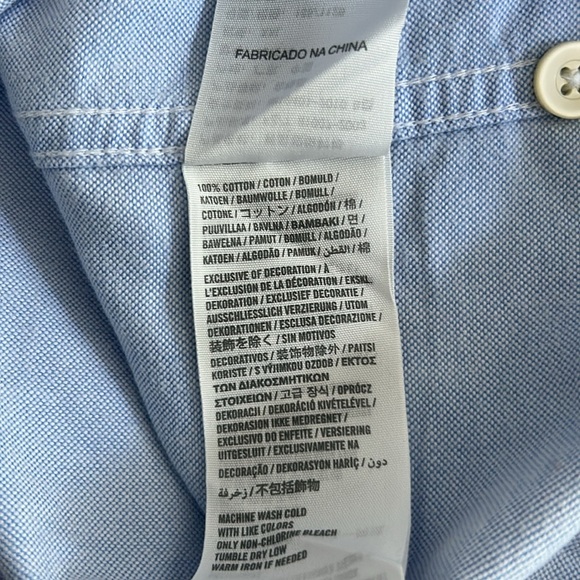 FABRICADO NA CHINA
100% COTTON / COTON / BOMULD /
KATOEN / BAUMWOLLE / BOMULL /
COTONE / コットン / ALGODÓN / 棉 /
PUUVILLAA / BAVLNA / ΒΑΜΒΑΚΙ / 면 /
BAWEŁNA / PAMUT / BOMULL / ALGODÃO /
KATOEN / ALGODÃO / PAMUK / القطن / 棉
EXCLUSIVE OF DECORATION / À
L'EXCLUSION DE LA DÉCORATION / EKSKL.
DEKORATION / EXCLUSIEF DECORATIE /
AUSSCHLIESSLICH VERZIERUNG / UTOM
DEKORATIONEN / ESCLUSA DECORAZIONE /
装飾を除く / SIN MOTIVOS
DECORATIVOS / 装饰物除外 / PAITSI
KORISTE / S VÝJIMKOU OZDOB / ΕΚΤΟΣ
ΤΩΝ ΔΙΑΚΟΣΜΗΤΙΚΩΝ
ΣΤΟΙΧΕΙΩΝ / 고급 장식 / OPRÓCZ
DEKORACJI / DEKORÁCIÓ KIVÉTELÉVEL /
DEKORASJON IKKE MEDREGNET /
EXCLUSIVO DO ENFEITE / VERSIERING
UITGESLUIT / EXCLUSIVAMENTE NA
DECORAÇÃO / DEKORASYON HARİÇ / دون
زخرفة / 不包括飾物
MACHINE WASH COLD
WITH LIKE COLORS
ONLY NON-CHLORINE BLEACH
TUMBLE DRY LOW
WARM IRON IF NEEDED